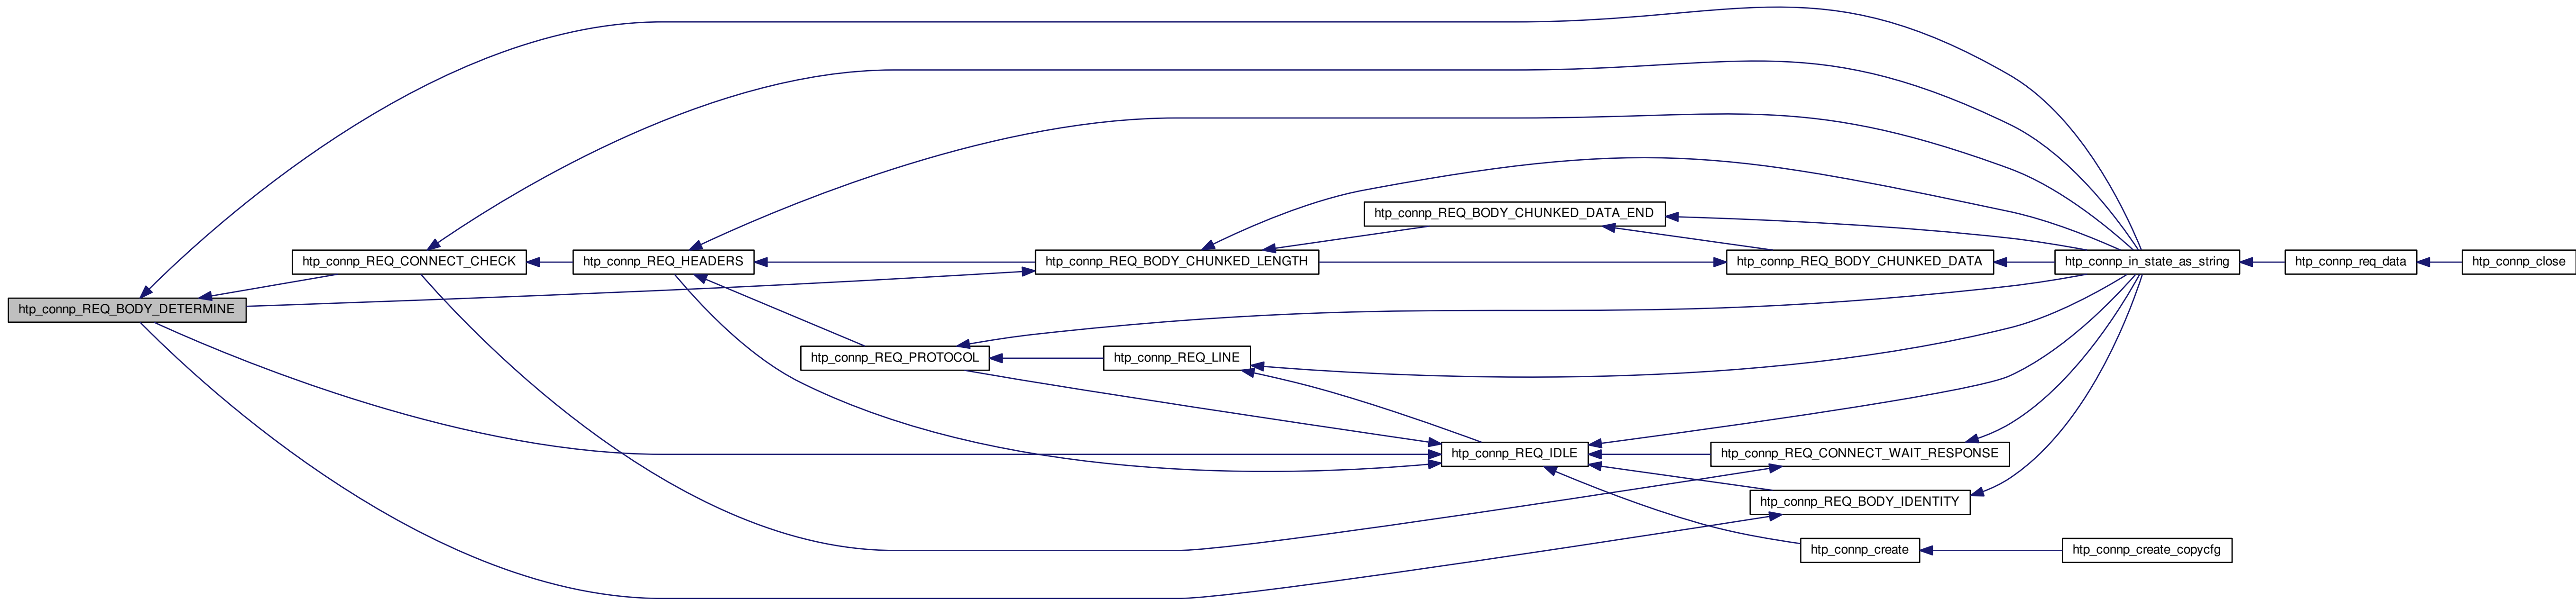 htp_connp_REQ_BODY_CHUNKED_DATA_END
htp_connp_REQ_CONNECT_CHECK
htp_connp_REQ_HEADERS
htp_connp_REQ_BODY_CHUNKED_LENGTH
htp_connp_REQ_BODY_CHUNKED_DATA
htp_connp_in_state_as_string
htp_connp_req_data
htp_connp_close
htp_connp_REQ_BODY_DETERMINE
htp_connp_REQ_PROTOCOL
htp_connp_REQ_LINE
htp_connp_REQ_IDLE
htp_connp_REQ_CONNECT_WAIT_RESPONSE
htp_connp_REQ_BODY_IDENTITY
htp_connp_create
htp_connp_create_copycfg